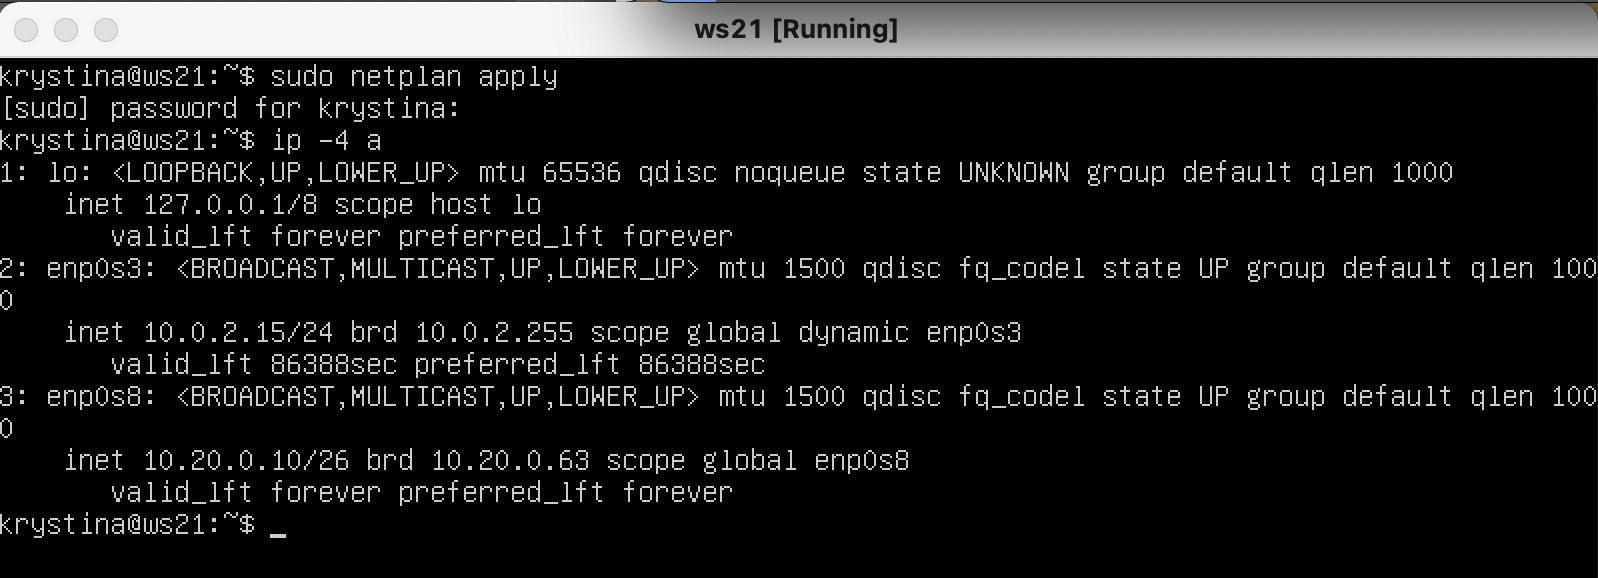 ws21 [Running]
krystina@ws21:~$ sudo netplan apply
[sudo] password for krystina:
krystina@ws21:~$ ip -4 a
1: lo: <LOOPBACK,UP,LOWER_UP> mtu 65536 qdisc noqueue state UNKNOWN group default qlen 1000
    inet 127.0.0.1/8 scope host lo
       valid_lft forever preferred_lft forever
2: enp0s3: <BROADCAST,MULTICAST,UP,LOWER_UP> mtu 1500 qdisc fq_codel state UP group default qlen 100
0
    inet 10.0.2.15/24 brd 10.0.2.255 scope global dynamic enp0s3
       valid_lft 86388sec preferred_lft 86388sec
3: enp0s8: <BROADCAST,MULTICAST,UP,LOWER_UP> mtu 1500 qdisc fq_codel state UP group default qlen 100
0
    inet 10.20.0.10/26 brd 10.20.0.63 scope global enp0s8
       valid_lft forever preferred_lft forever
krystina@ws21:~$ _